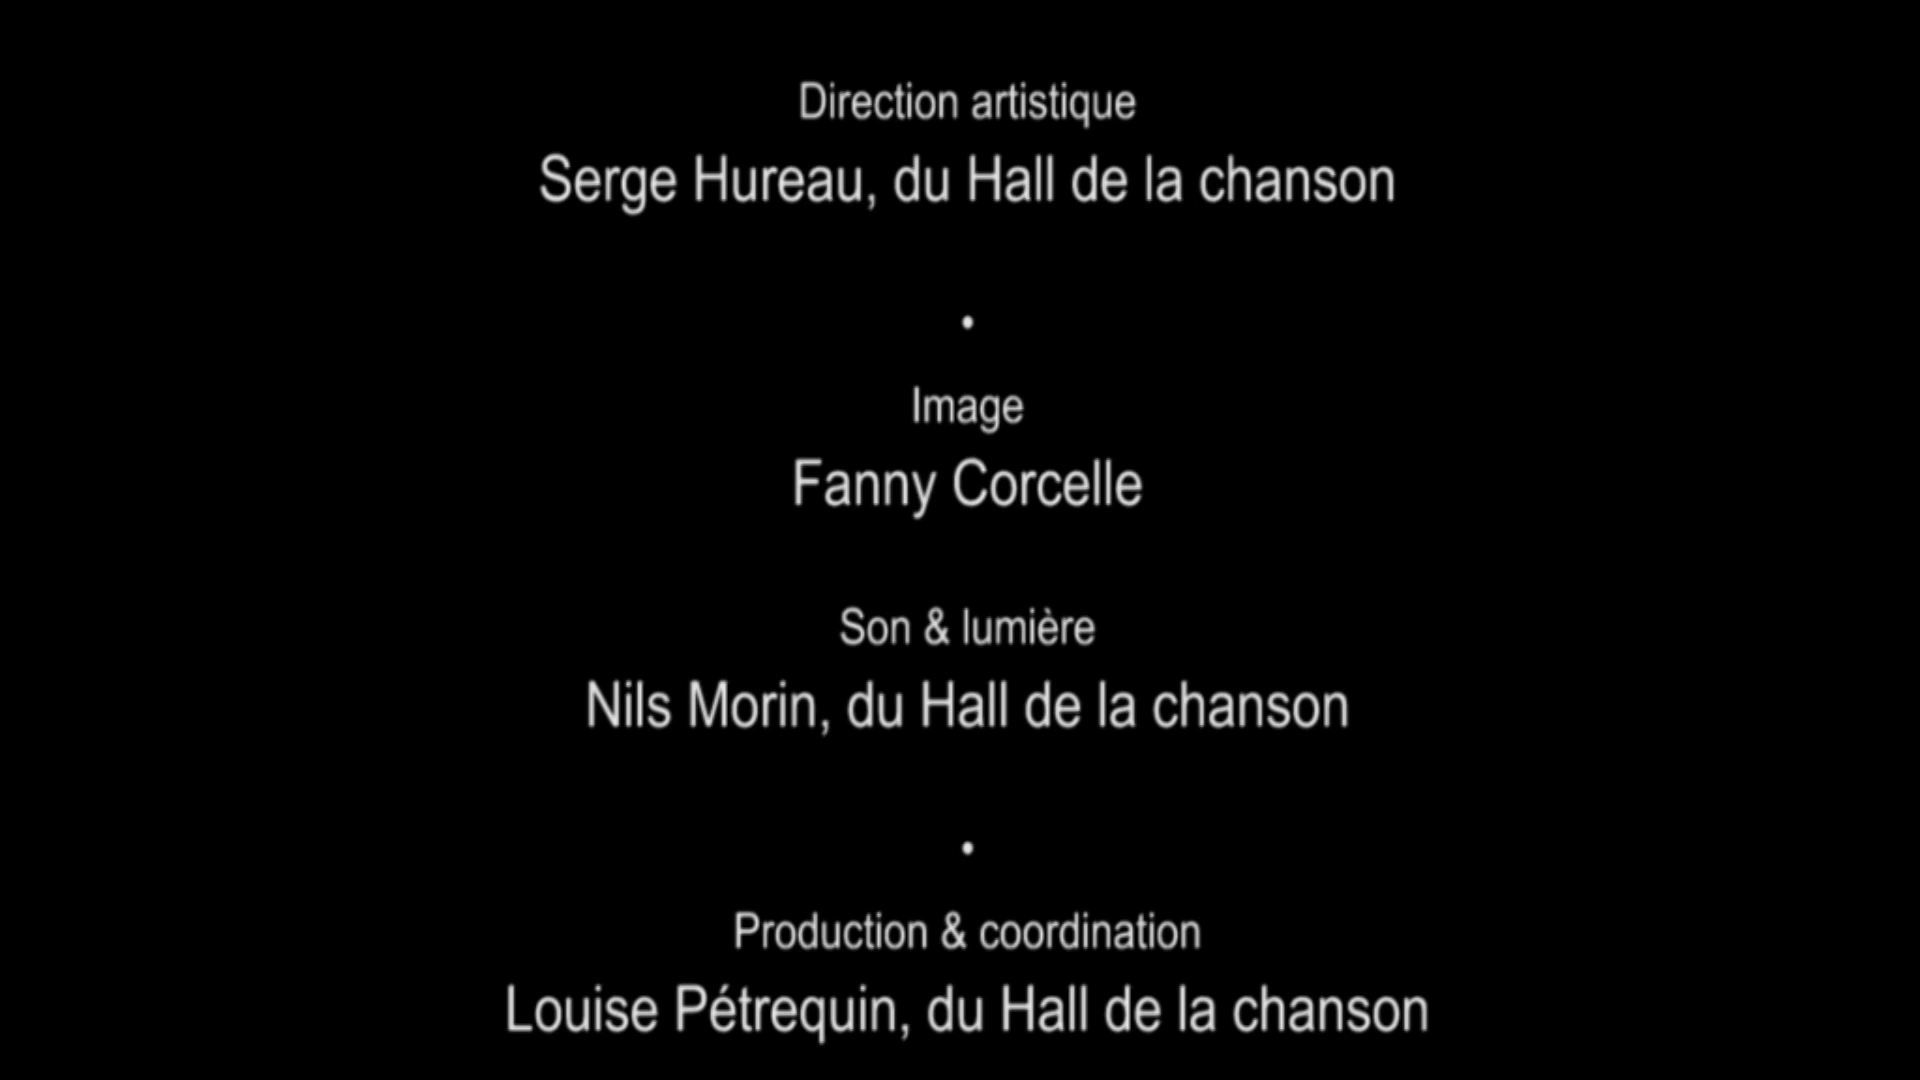 Direction artistique
Serge Hureau, du Hall de la chanson
•
Image
Fanny Corcelle
Son & lumière
Nils Morin, du Hall de la chanson
•
Production & coordination
Louise Pétrequin, du Hall de la chanson